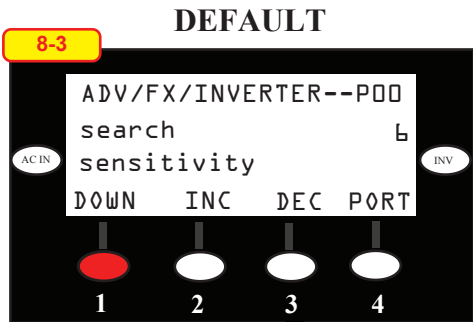 DEFAULT
8-3
ADV/FX/INVERTER--P00
search 6
sensitivity
AC IN
INV
DOWN INC DEC PORT
1 2 3 4